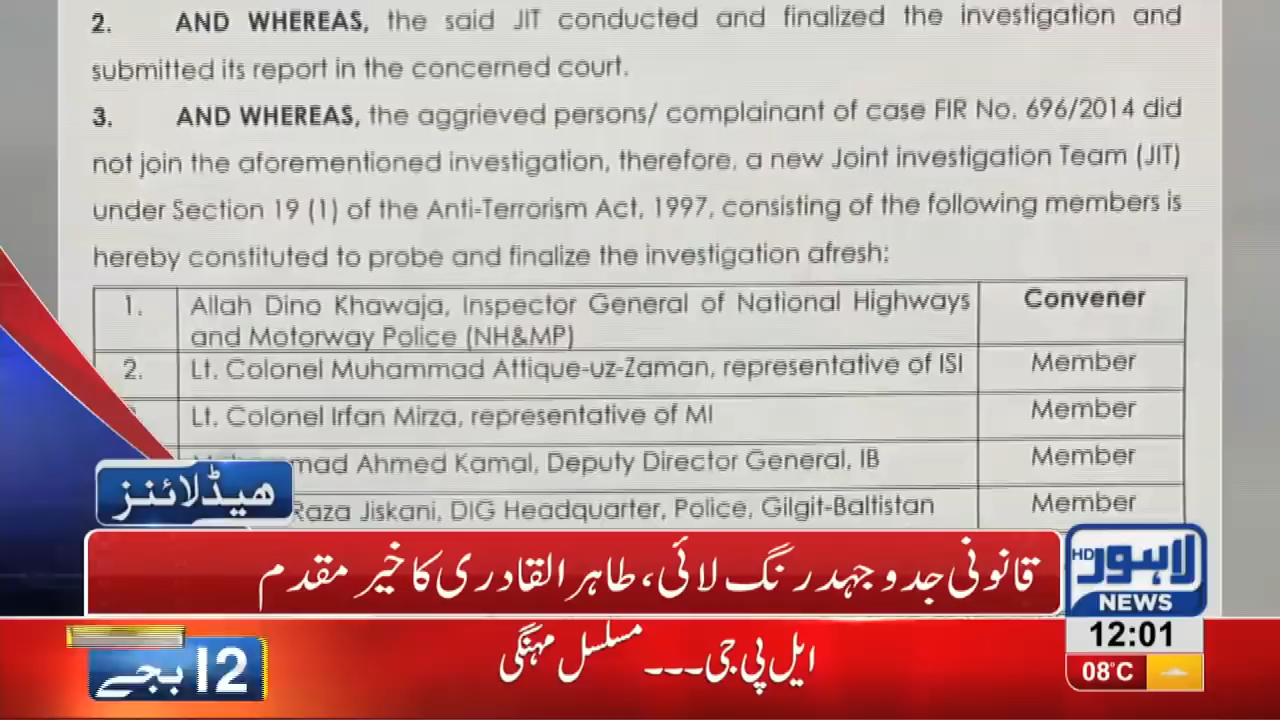 2. AND WHEREAS, the said JIT conducted and finalized the investigation and
submitted its report in the concerned court.
3. AND WHEREAS, the aggrieved persons/ complainant of case FIR No. 696/2014 did
not join the aforementioned investigation, therefore, a new Joint investigation Team (JIT)
under Section 19 (1) of the Anti-Terrorism Act, 1997, consisting of the following members is
hereby constituted to probe and finalize the investigation afresh:
1. Allah Dino Khawaja, Inspector General of National Highways Convener
and Motorway Police (NH&MP)
2. Lt. Colonel Muhammad Attique-uz-Zaman, representative of ISI Member
Lt. Colonel Irfan Mirza, representative of MI Member
Ahmed Kamal, Deputy Director General, IB Member
Raza Jiskani, DIG Headquarter, Police, Gilgit-Baltistan Member
ھیڈلائنز
قانونی جدوجہد رنگ لائی، طاہر القادری کا خیر مقدم
لاہور HD
NEWS
12:01
ایل پی جی۔۔۔ مسلسل مہنگی
12 بجے
08°C